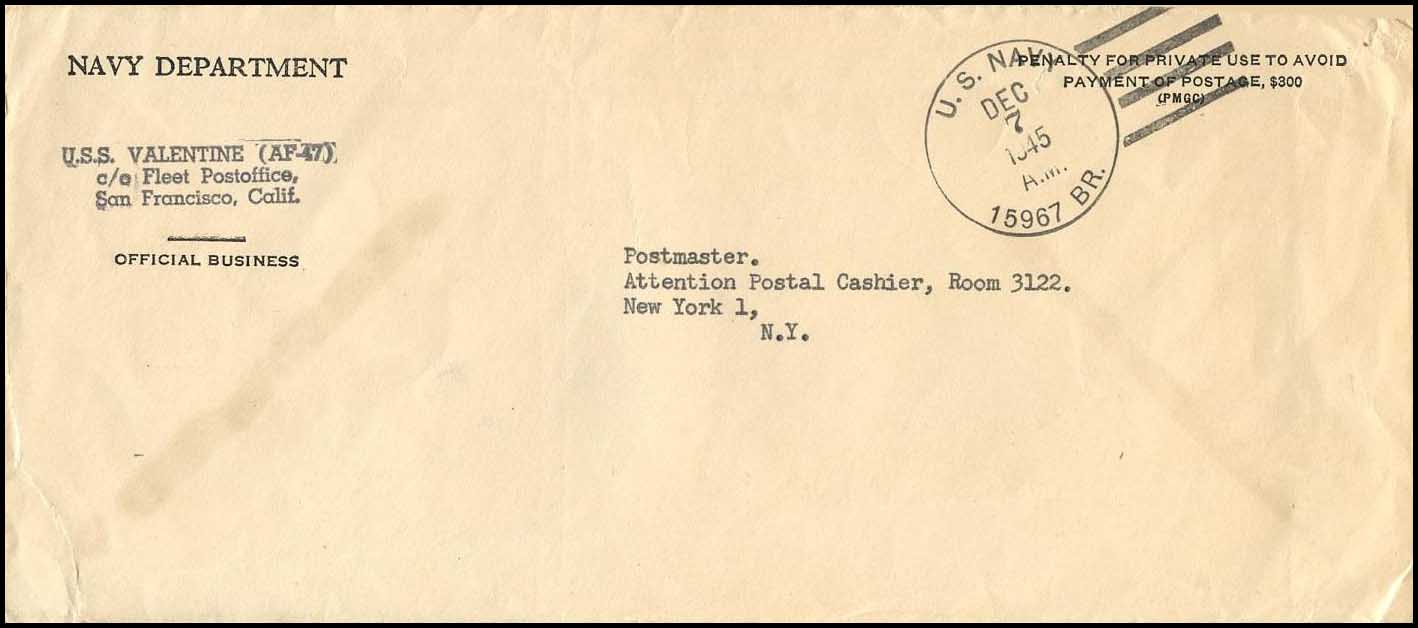 NAVY DEPARTMENT
U.S.S. VALENTINE (AF-47)
c/o Fleet Postoffice,
San Francisco, Calif.
OFFICIAL BUSINESS
U. S. NAVY
DEC
7
1945
A.M.
15967 BR.
PENALTY FOR PRIVATE USE TO AVOID
PAYMENT OF POSTAGE, $300
(PMGC)
Postmaster.
Attention Postal Cashier, Room 3122.
New York 1,
N.Y.